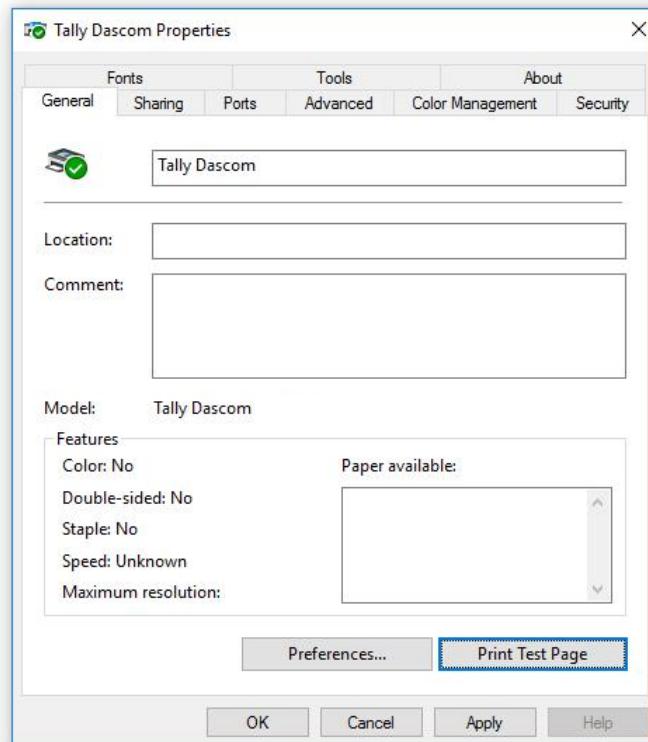 Tally Dascom Properties
Fonts Tools About
General Sharing Ports Advanced Color Management Security
Tally Dascom
Location:
Comment:
Model: Tally Dascom
Features
Color: No Paper available:
Double-sided: No
Staple: No
Speed: Unknown
Maximum resolution:
Preferences... Print Test Page
OK Cancel Apply Help